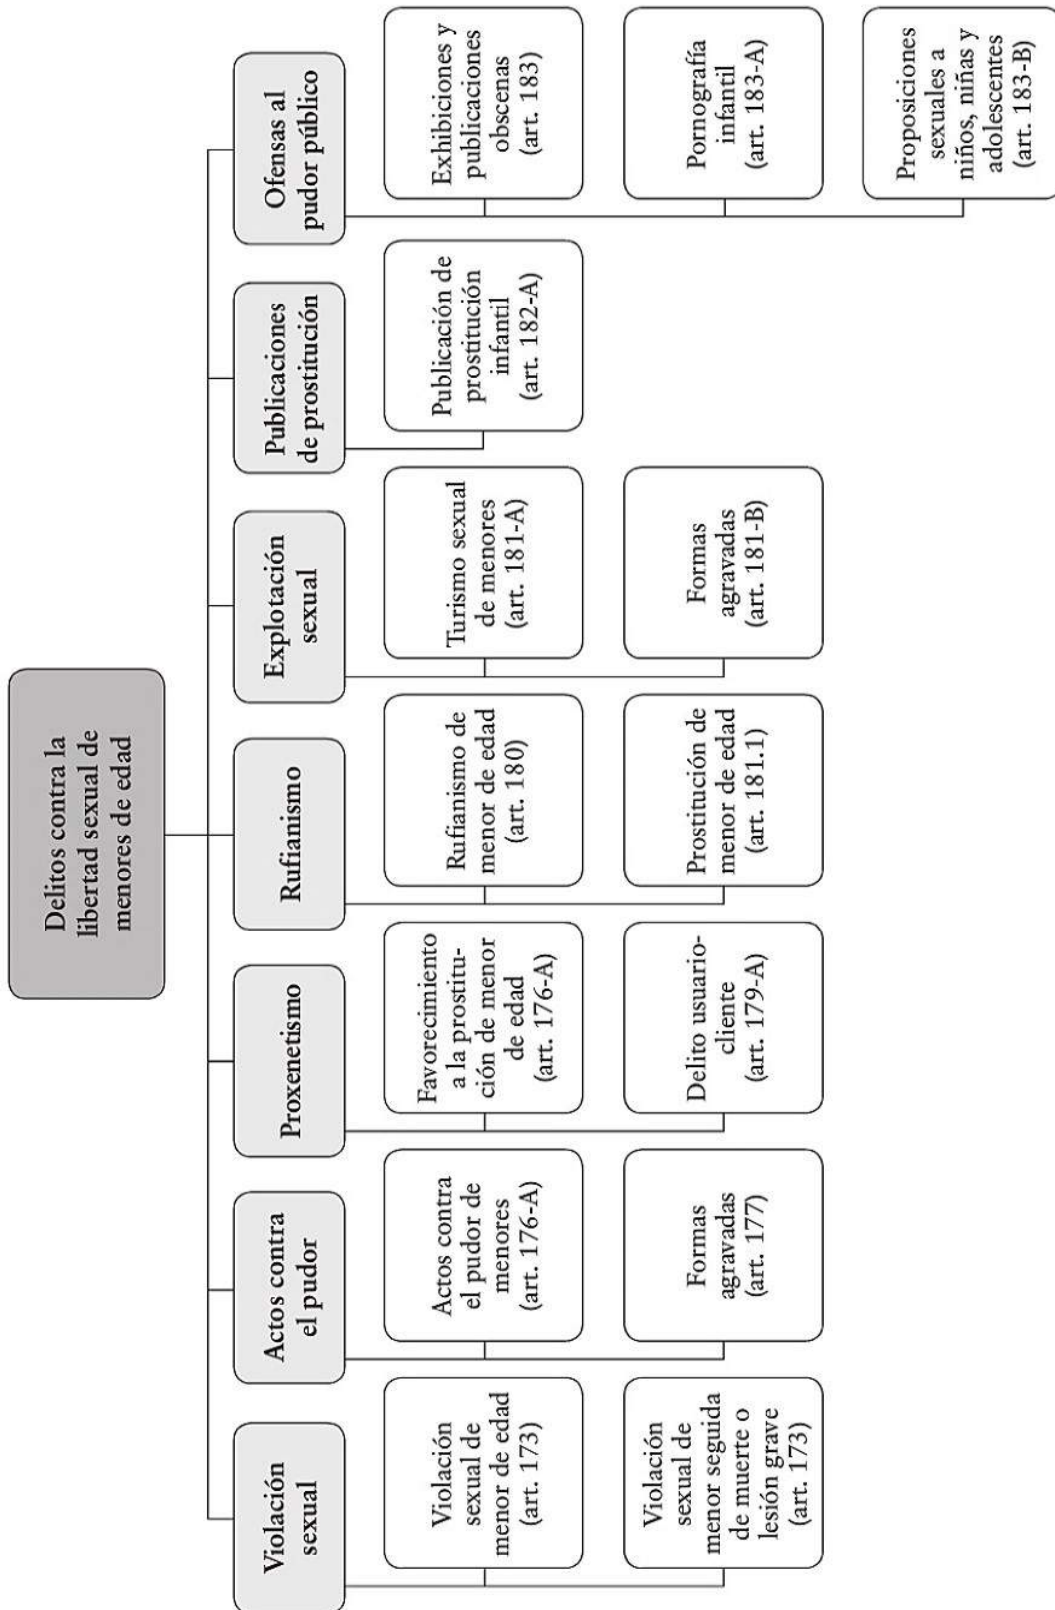 Delitos contra la
libertad sexual de
menores de edad
Violación
sexual
Violación
sexual de
menor de edad
(art. 173)
Violación
sexual de
menor seguida
de muerte o
lesión grave
(art. 173)
Actos contra
el pudor
Actos contra
el pudor de
menores
(art. 176-A)
Formas
agravadas
(art. 177)
Proxenetismo
Favorecimiento
a la prostitu-
ción de menor
de edad
(art. 176-A)
Delito usuario-
cliente
(art. 179-A)
Rufianismo
Rufianismo de
menor de edad
(art. 180)
Prostitución de
menor de edad
(art. 181.1)
Explotación
sexual
Turismo sexual
de menores
(art. 181-A)
Formas
agravadas
(art. 181-B)
Publicaciones
de prostitución
Publicación de
prostitución
infantil
(art. 182-A)
Ofensas al
pudor público
Exhibiciones y
publicaciones
obscenas
(art. 183)
Pornografía
infantil
(art. 183-A)
Proposiciones
sexuales a
niños, niñas y
adolescentes
(art. 183-B)